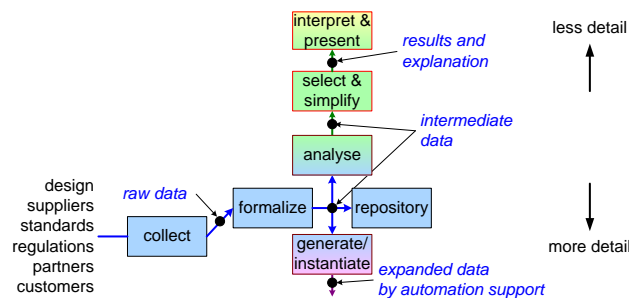 interpret &
present
less detail
results and
explanation
select &
simplify
intermediate
data
analyse
design
suppliers
standards
regulations
partners
customers
raw data
collect
formalize
repository
generate/
instantiate
more detail
expanded data
by automation support